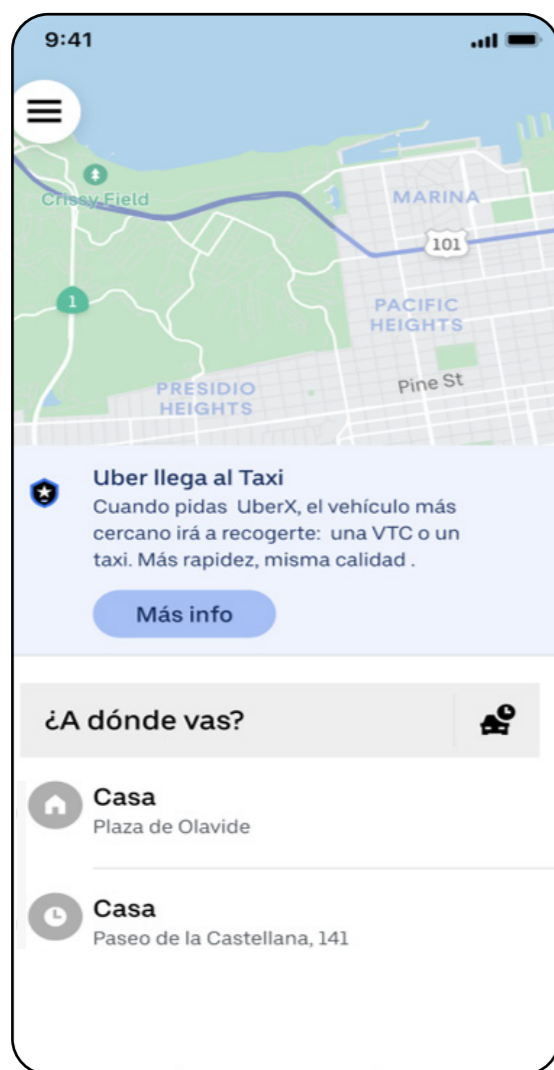 9:41
Crissy Field
MARINA
101
1
PACIFIC
HEIGHTS
PRESIDIO
HEIGHTS
Pine St
Uber llega al Taxi
Cuando pidas UberX, el vehículo más
cercano irá a recogerte: una VTC o un
taxi. Más rapidez, misma calidad .
Más info
¿A dónde vas?
Casa
Plaza de Olavide
Casa
Paseo de la Castellana, 141